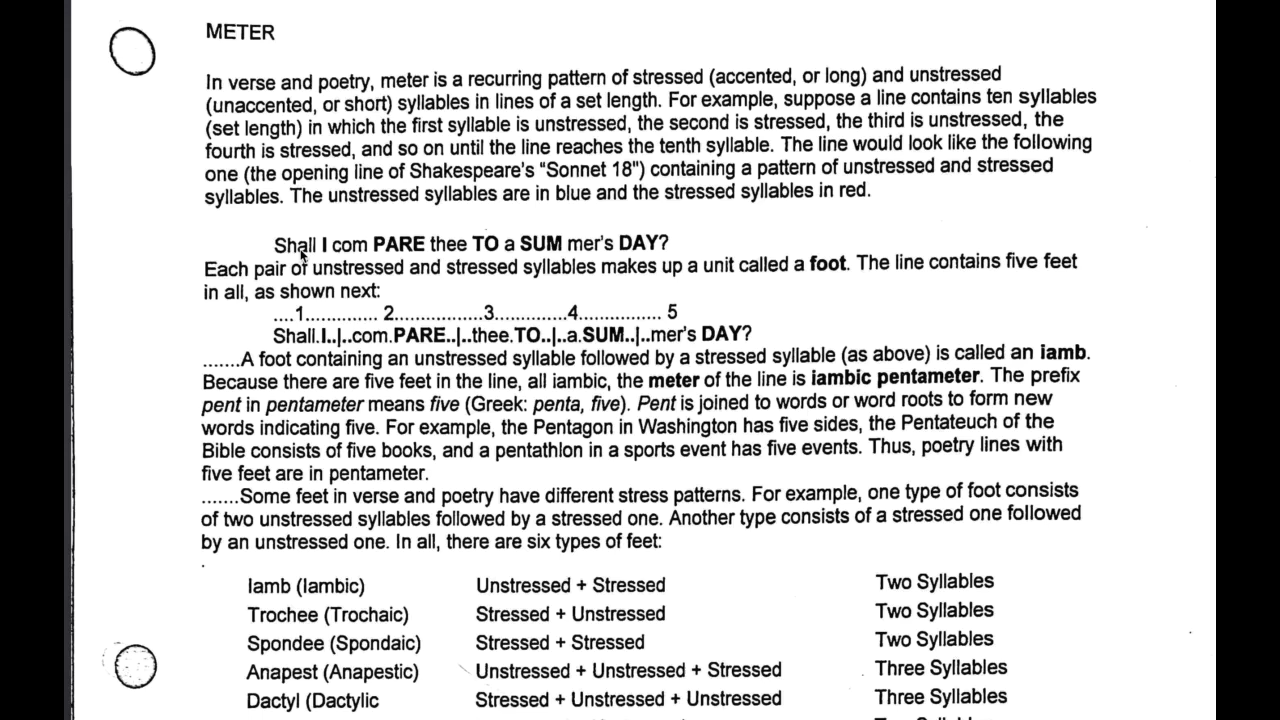 METER
In verse and poetry, meter is a recurring pattern of stressed (accented, or long) and unstressed
(unaccented, or short) syllables in lines of a set length. For example, suppose a line contains ten syllables
(set length) in which the first syllable is unstressed, the second is stressed, the third is unstressed, the
fourth is stressed, and so on until the line reaches the tenth syllable. The line would look like the following
one (the opening line of Shakespeare's "Sonnet 18") containing a pattern of unstressed and stressed
syllables. The unstressed syllables are in blue and the stressed syllables in red.
Shall I com PARE thee TO a SUM mer's DAY?
Each pair of unstressed and stressed syllables makes up a unit called a foot. The line contains five feet
in all, as shown next:
....1............. 2..............3.............4............... 5
Shall.I..|..com.PARE..|..thee.TO..|..a.SUM..|..mer's DAY?
.......A foot containing an unstressed syllable followed by a stressed syllable (as above) is called an iamb.
Because there are five feet in the line, all iambic, the meter of the line is iambic pentameter. The prefix
pent in pentameter means five (Greek: penta, five). Pent is joined to words or word roots to form new
words indicating five. For example, the Pentagon in Washington has five sides, the Pentateuch of the
Bible consists of five books, and a pentathlon in a sports event has five events. Thus, poetry lines with
five feet are in pentameter.
.......Some feet in verse and poetry have different stress patterns. For example, one type of foot consists
of two unstressed syllables followed by a stressed one. Another type consists of a stressed one followed
by an unstressed one. In all, there are six types of feet:
Iamb (Iambic) Unstressed + Stressed Two Syllables
Trochee (Trochaic) Stressed + Unstressed Two Syllables
Spondee (Spondaic) Stressed + Stressed Two Syllables
Anapest (Anapestic) Unstressed + Unstressed + Stressed Three Syllables
Dactyl (Dactylic Stressed + Unstressed + Unstressed Three Syllables